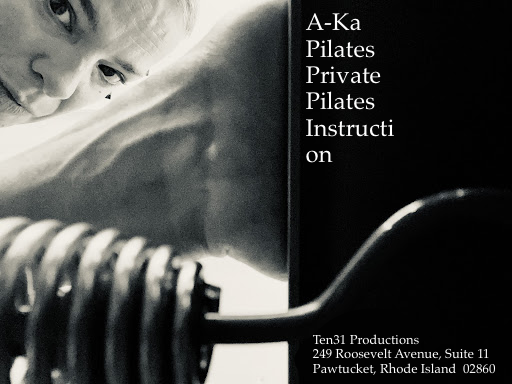 A-Ka
Pilates
Private
Pilates
Instructi
on
Ten31 Productions
249 Roosevelt Avenue, Suite 11
Pawtucket, Rhode Island  02860